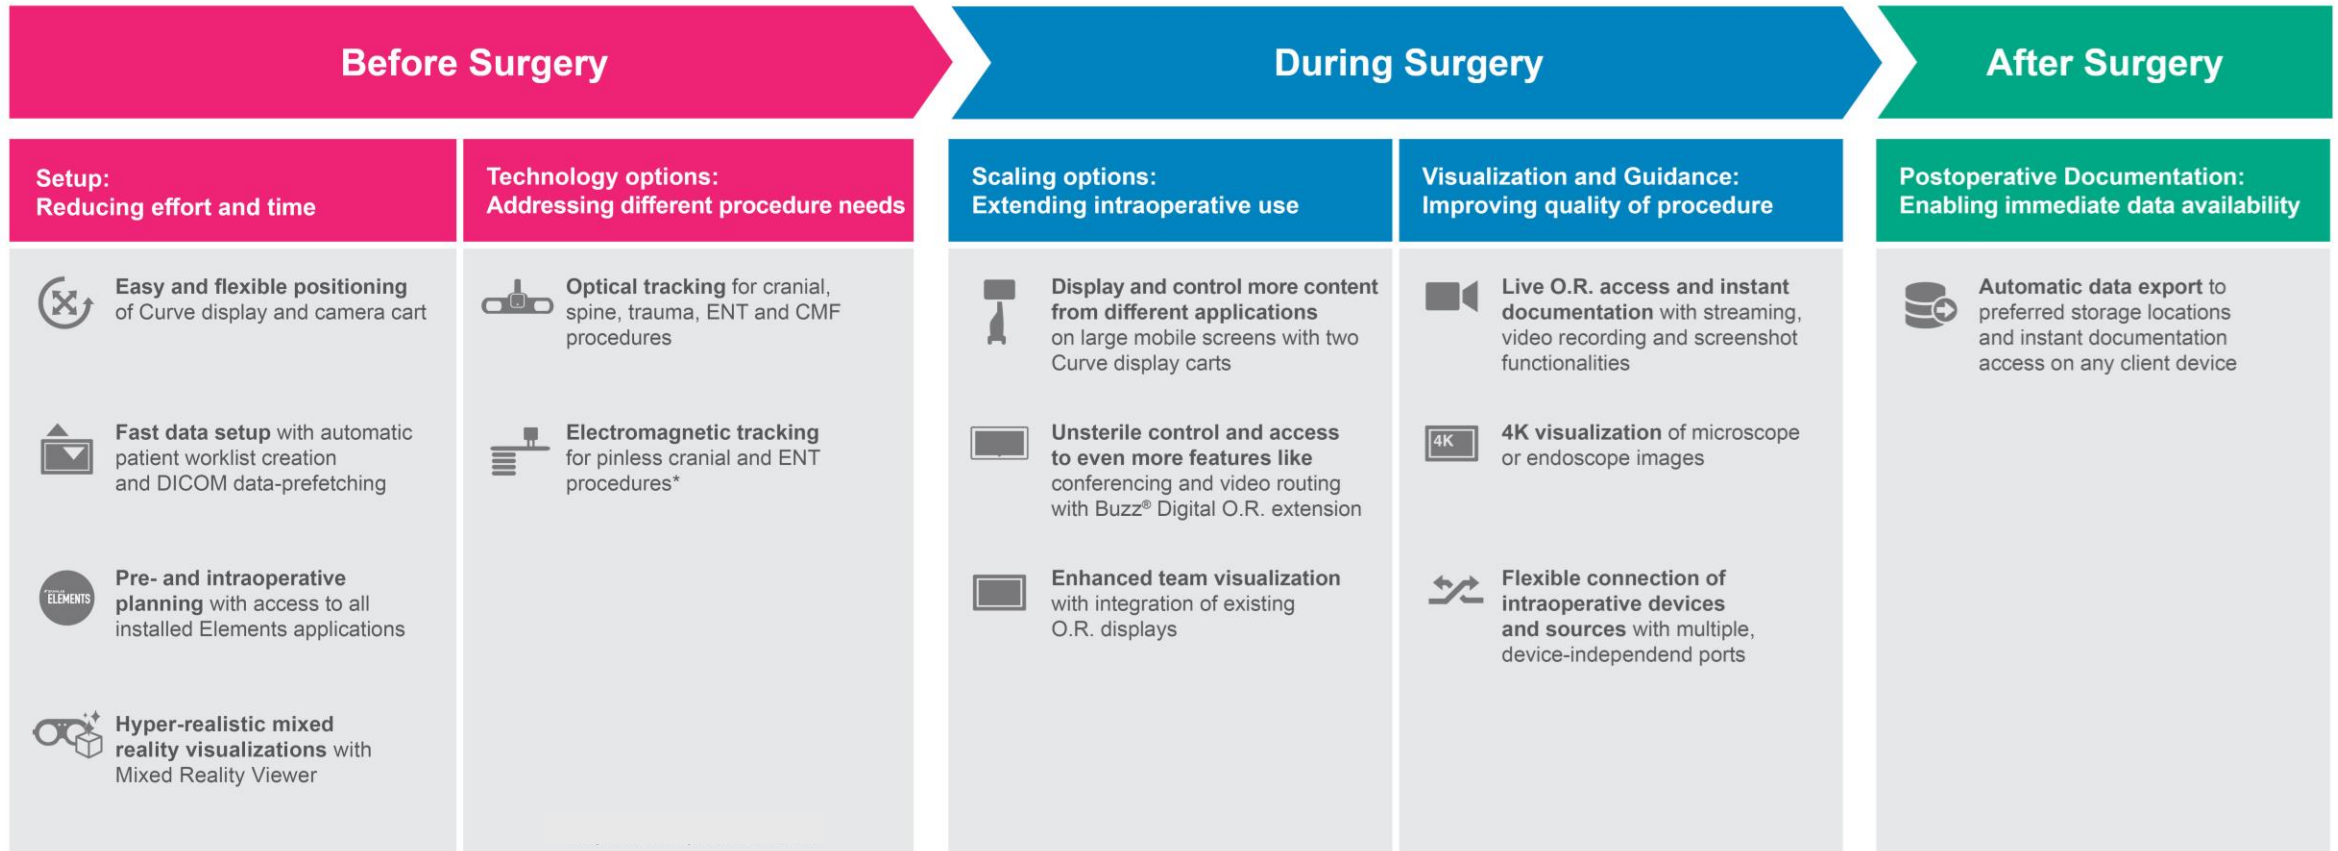 Before Surgery
During Surgery
After Surgery
Setup:
Reducing effort and time
Technology options:
Addressing different procedure needs
Scaling options:
Extending intraoperative use
Visualization and Guidance:
Improving quality of procedure
Postoperative Documentation:
Enabling immediate data availability
Easy and flexible positioning
of Curve display and camera cart
Fast data setup with automatic
patient worklist creation
and DICOM data-prefetching
ELEMENTS
Pre- and intraoperative
planning with access to all
installed Elements applications
Hyper-realistic mixed
reality visualizations with
Mixed Reality Viewer
Optical tracking for cranial,
spine, trauma, ENT and CMF
procedures
Electromagnetic tracking
for pinless cranial and ENT
procedures*
Display and control more content
from different applications
on large mobile screens with two
Curve display carts
Unsterile control and access
to even more features like
conferencing and video routing
with Buzz® Digital O.R. extension
Enhanced team visualization
with integration of existing
O.R. displays
Live O.R. access and instant
documentation with streaming,
video recording and screenshot
functionalities
4K
4K visualization of microscope
or endoscope images
Flexible connection of
intraoperative devices
and sources with multiple,
device-independend ports
Automatic data export to
preferred storage locations
and instant documentation
access on any client device